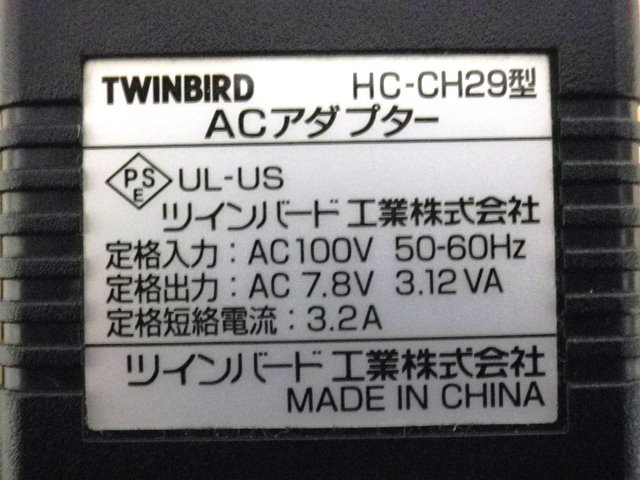 TWINBIRD HC-CH29型
ACアダプター
PSE UL-US
ツインバード工業株式会社
定格入力：AC100V 50-60Hz
定格出力：AC 7.8V 3.12VA
定格短絡電流：3.2A
ツインバード工業株式会社
MADE IN CHINA